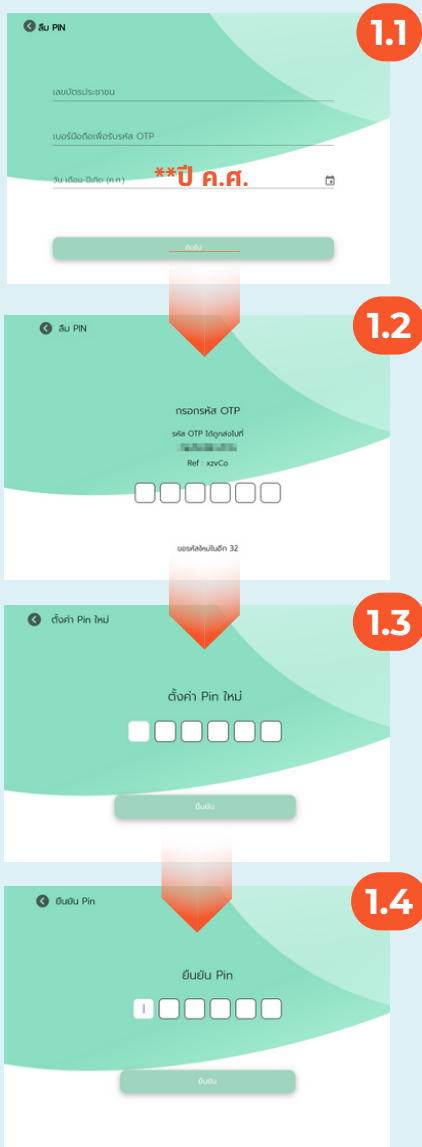 ลืม PIN
1.1
เลขบัตรประชาชน
เบอร์มือถือเพื่อรับรหัส OTP
วัน เดือน ปีเกิด (ค.ศ.)
**ปี ค.ศ.
ถัดไป
1.2
ลืม PIN
กรอกรหัส OTP
รหัส OTP ได้ถูกส่งไปที่
Ref : xzvCo
ขอรหัสใหม่ในอีก 32
1.3
ตั้งค่า Pin ใหม่
ตั้งค่า Pin ใหม่
ยืนยัน
1.4
ยืนยัน Pin
ยืนยัน Pin
ยืนยัน